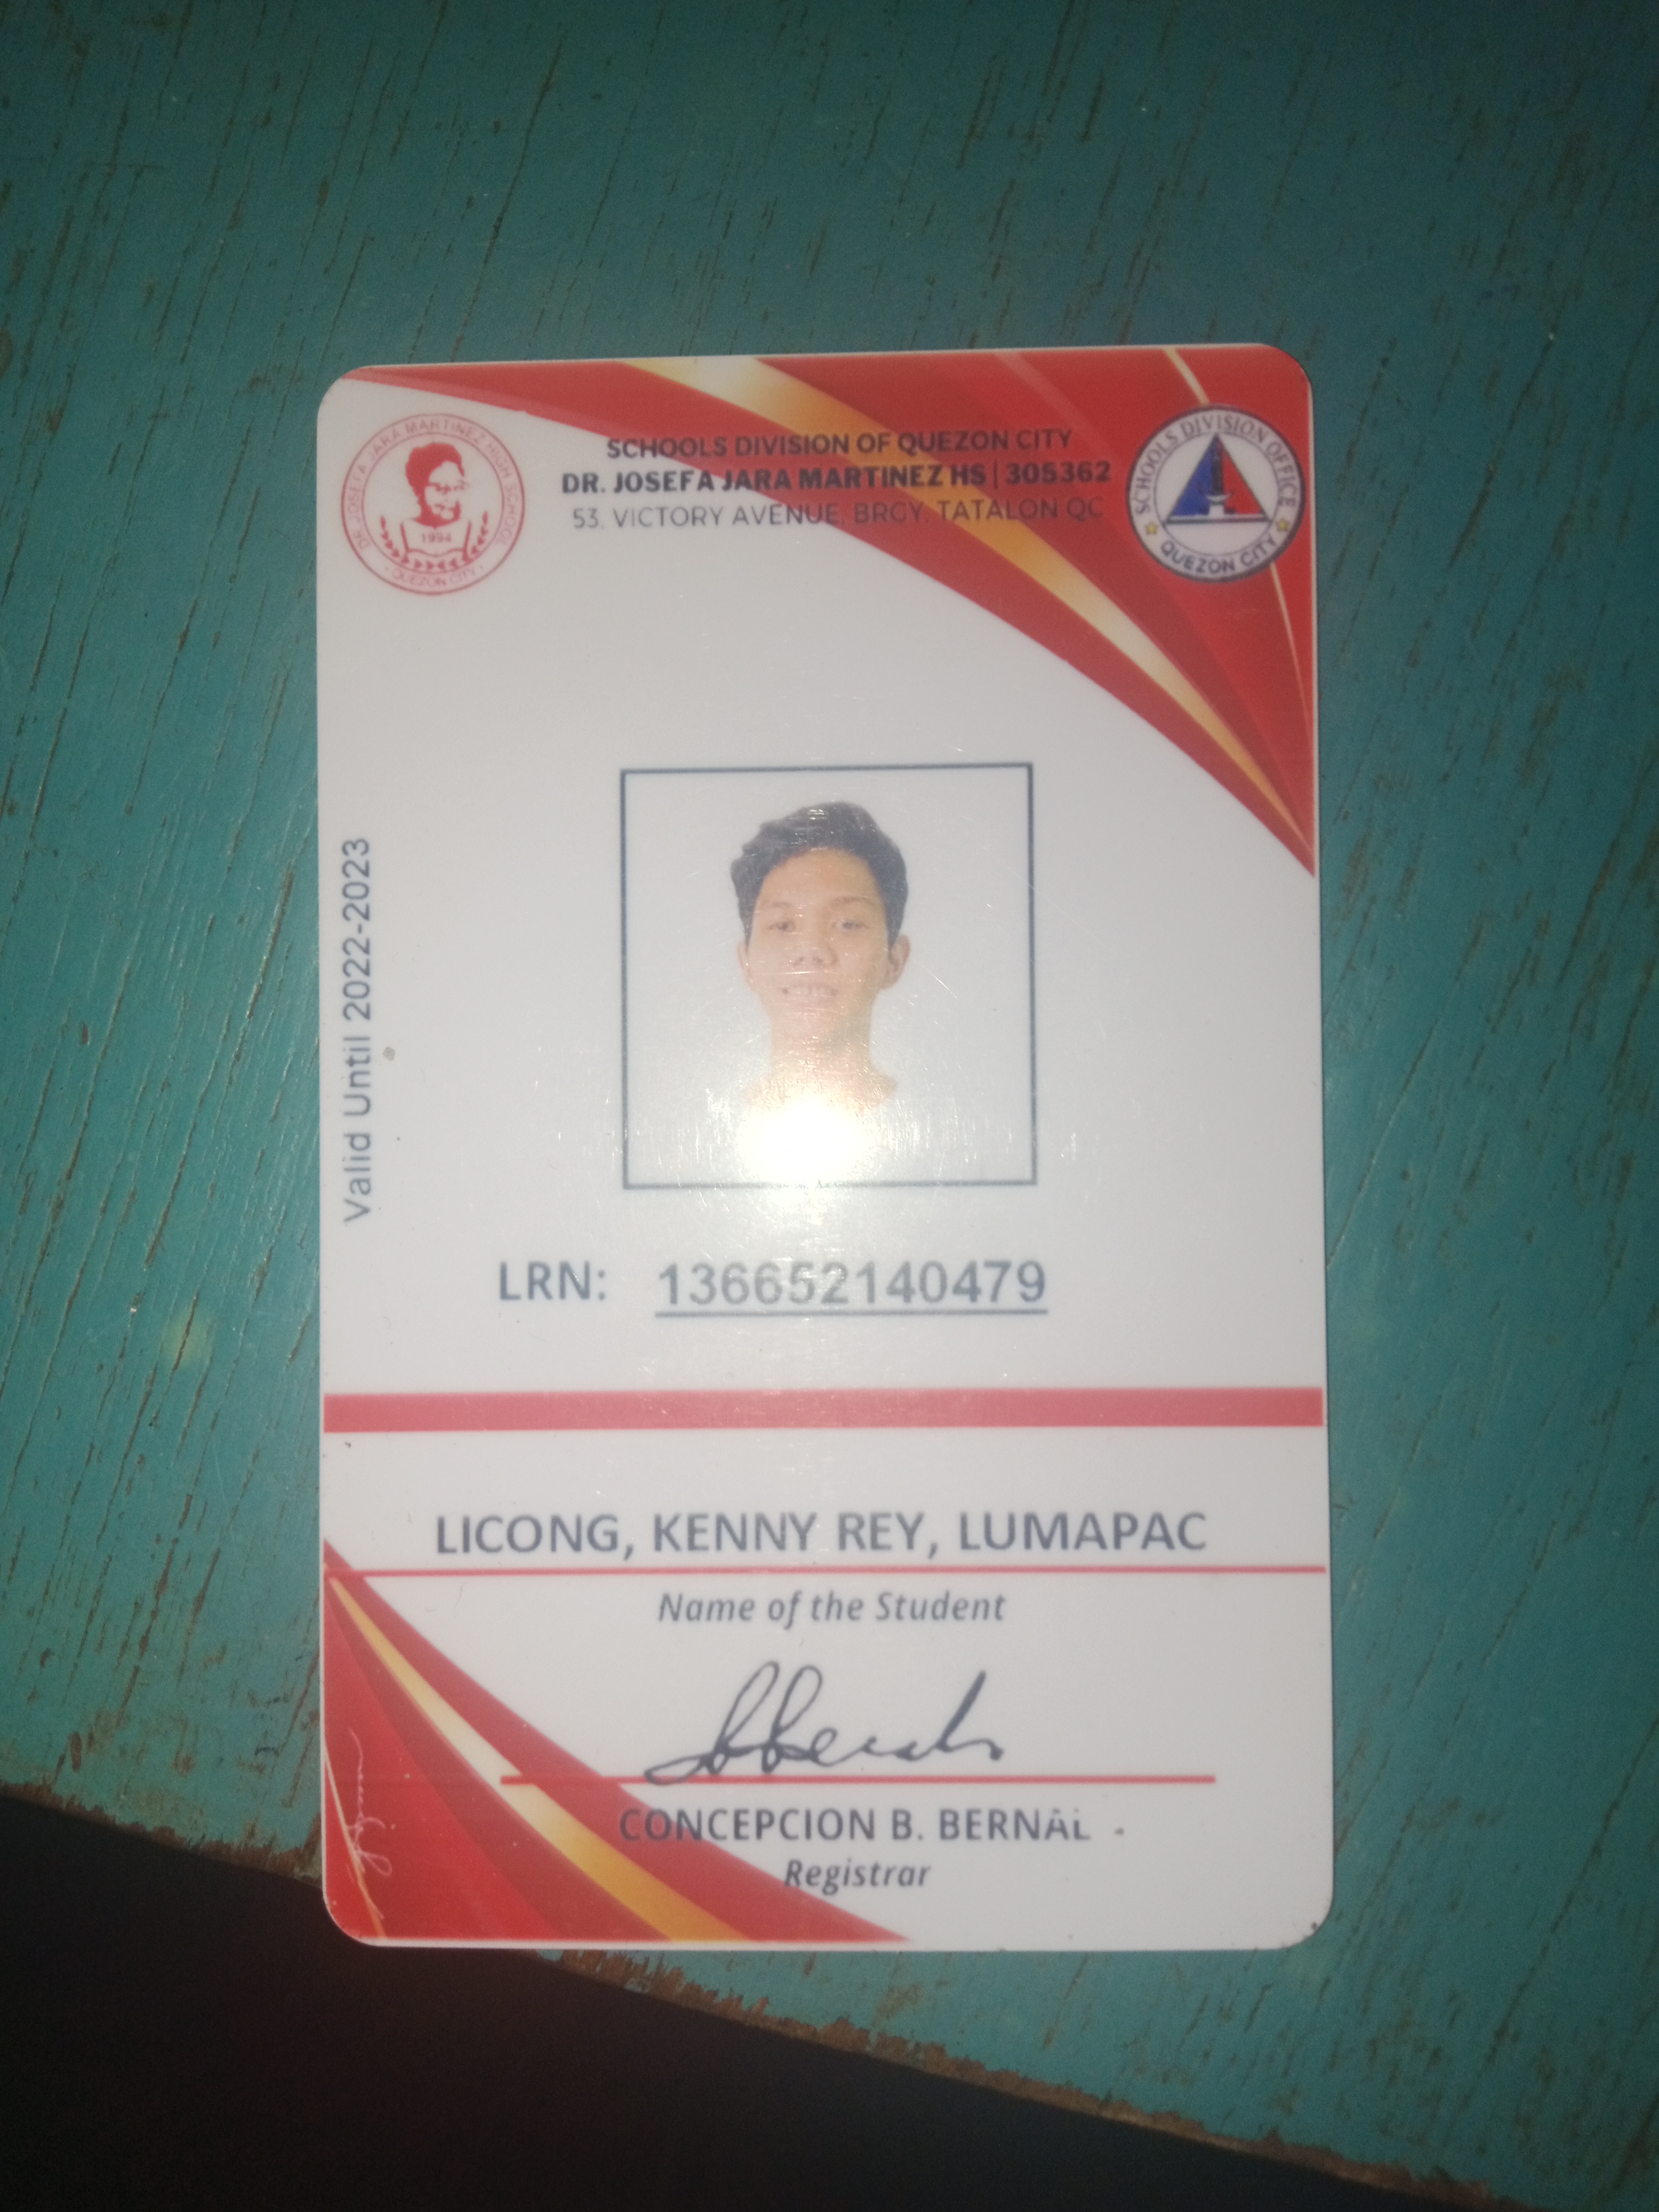 SCHOOLS DIVISION OF QUEZON CITY
DR. JOSEFA JARA MARTINEZ HS | 305362
53, VICTORY AVENUE, BRGY, TATALON QC
DR. JOSEFA JARA MARTINEZ HIGH SCHOOL
1994
• QUEZON CITY •
SCHOOLS DIVISION OFFICE
QUEZON CITY
Valid Until 2022-2023
LRN: 136652140479
LICONG, KENNY REY, LUMAPAC
Name of the Student
CONCEPCION B. BERNAL
Registrar